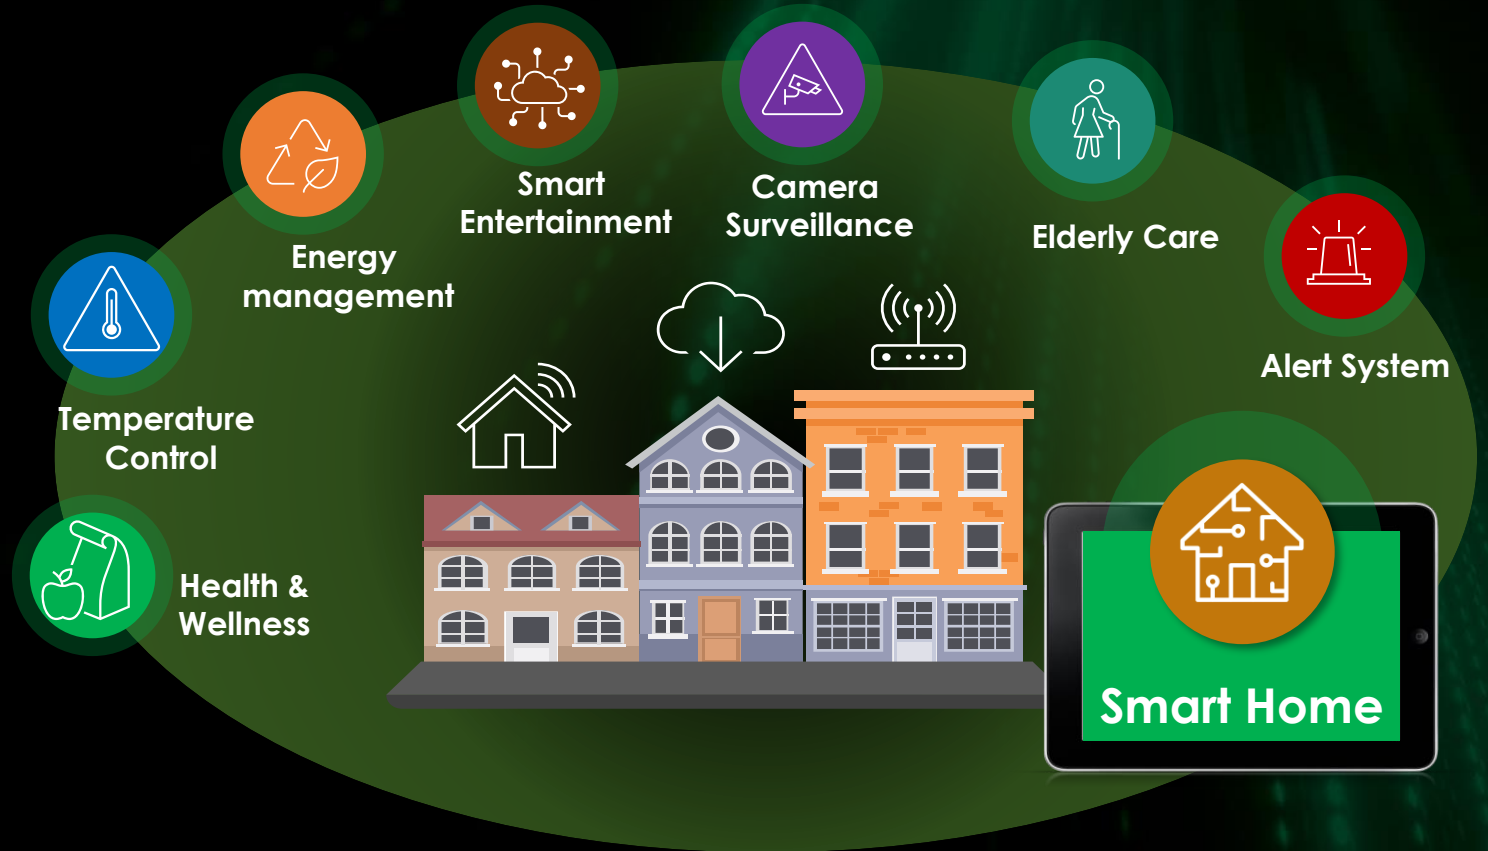 Smart
Entertainment
Camera
Surveillance
Elderly Care
Energy
management
Alert System
Temperature
Control
Health &
Wellness
Smart Home